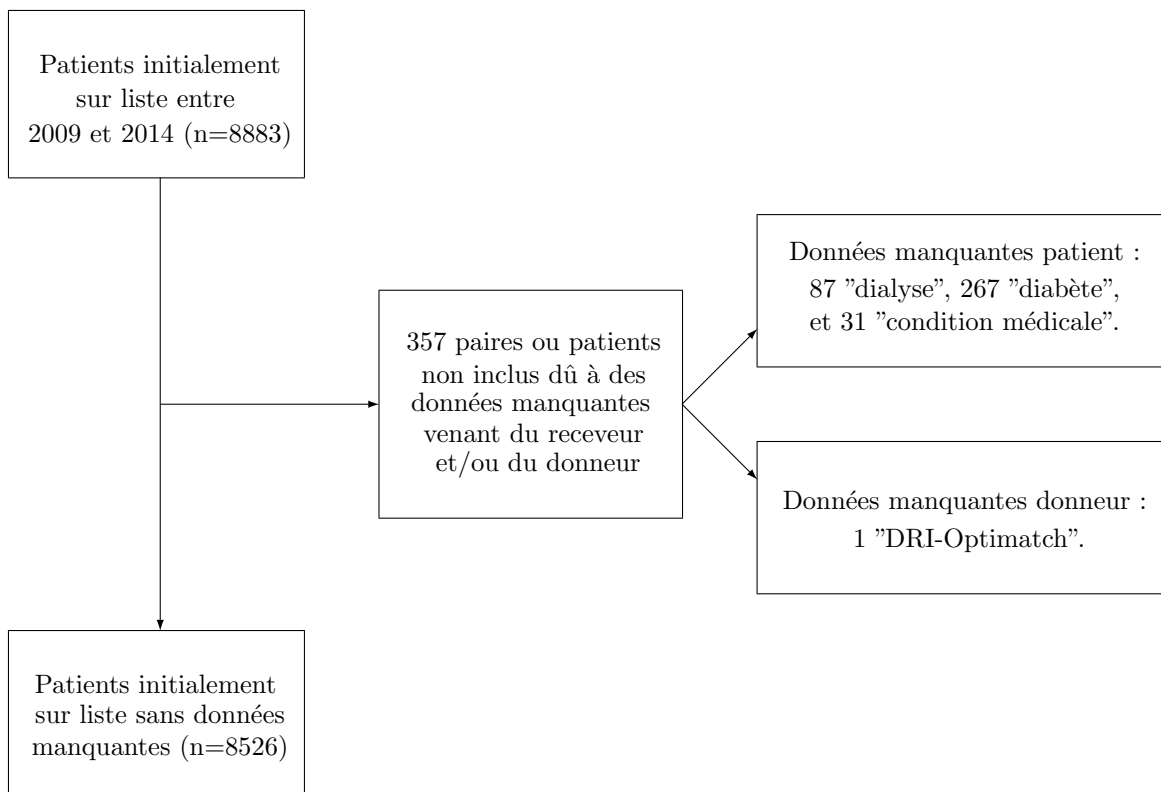 Patients initialement
sur liste entre
2009 et 2014 (n=8883)
357 paires ou patients
non inclus dû à des
données manquantes
venant du receveur
et/ou du donneur
Données manquantes patient :
87 ”dialyse”, 267 ”diabète”,
et 31 ”condition médicale”.
Données manquantes donneur :
1 ”DRI-Optimatch”.
Patients initialement
sur liste sans données
manquantes (n=8526)